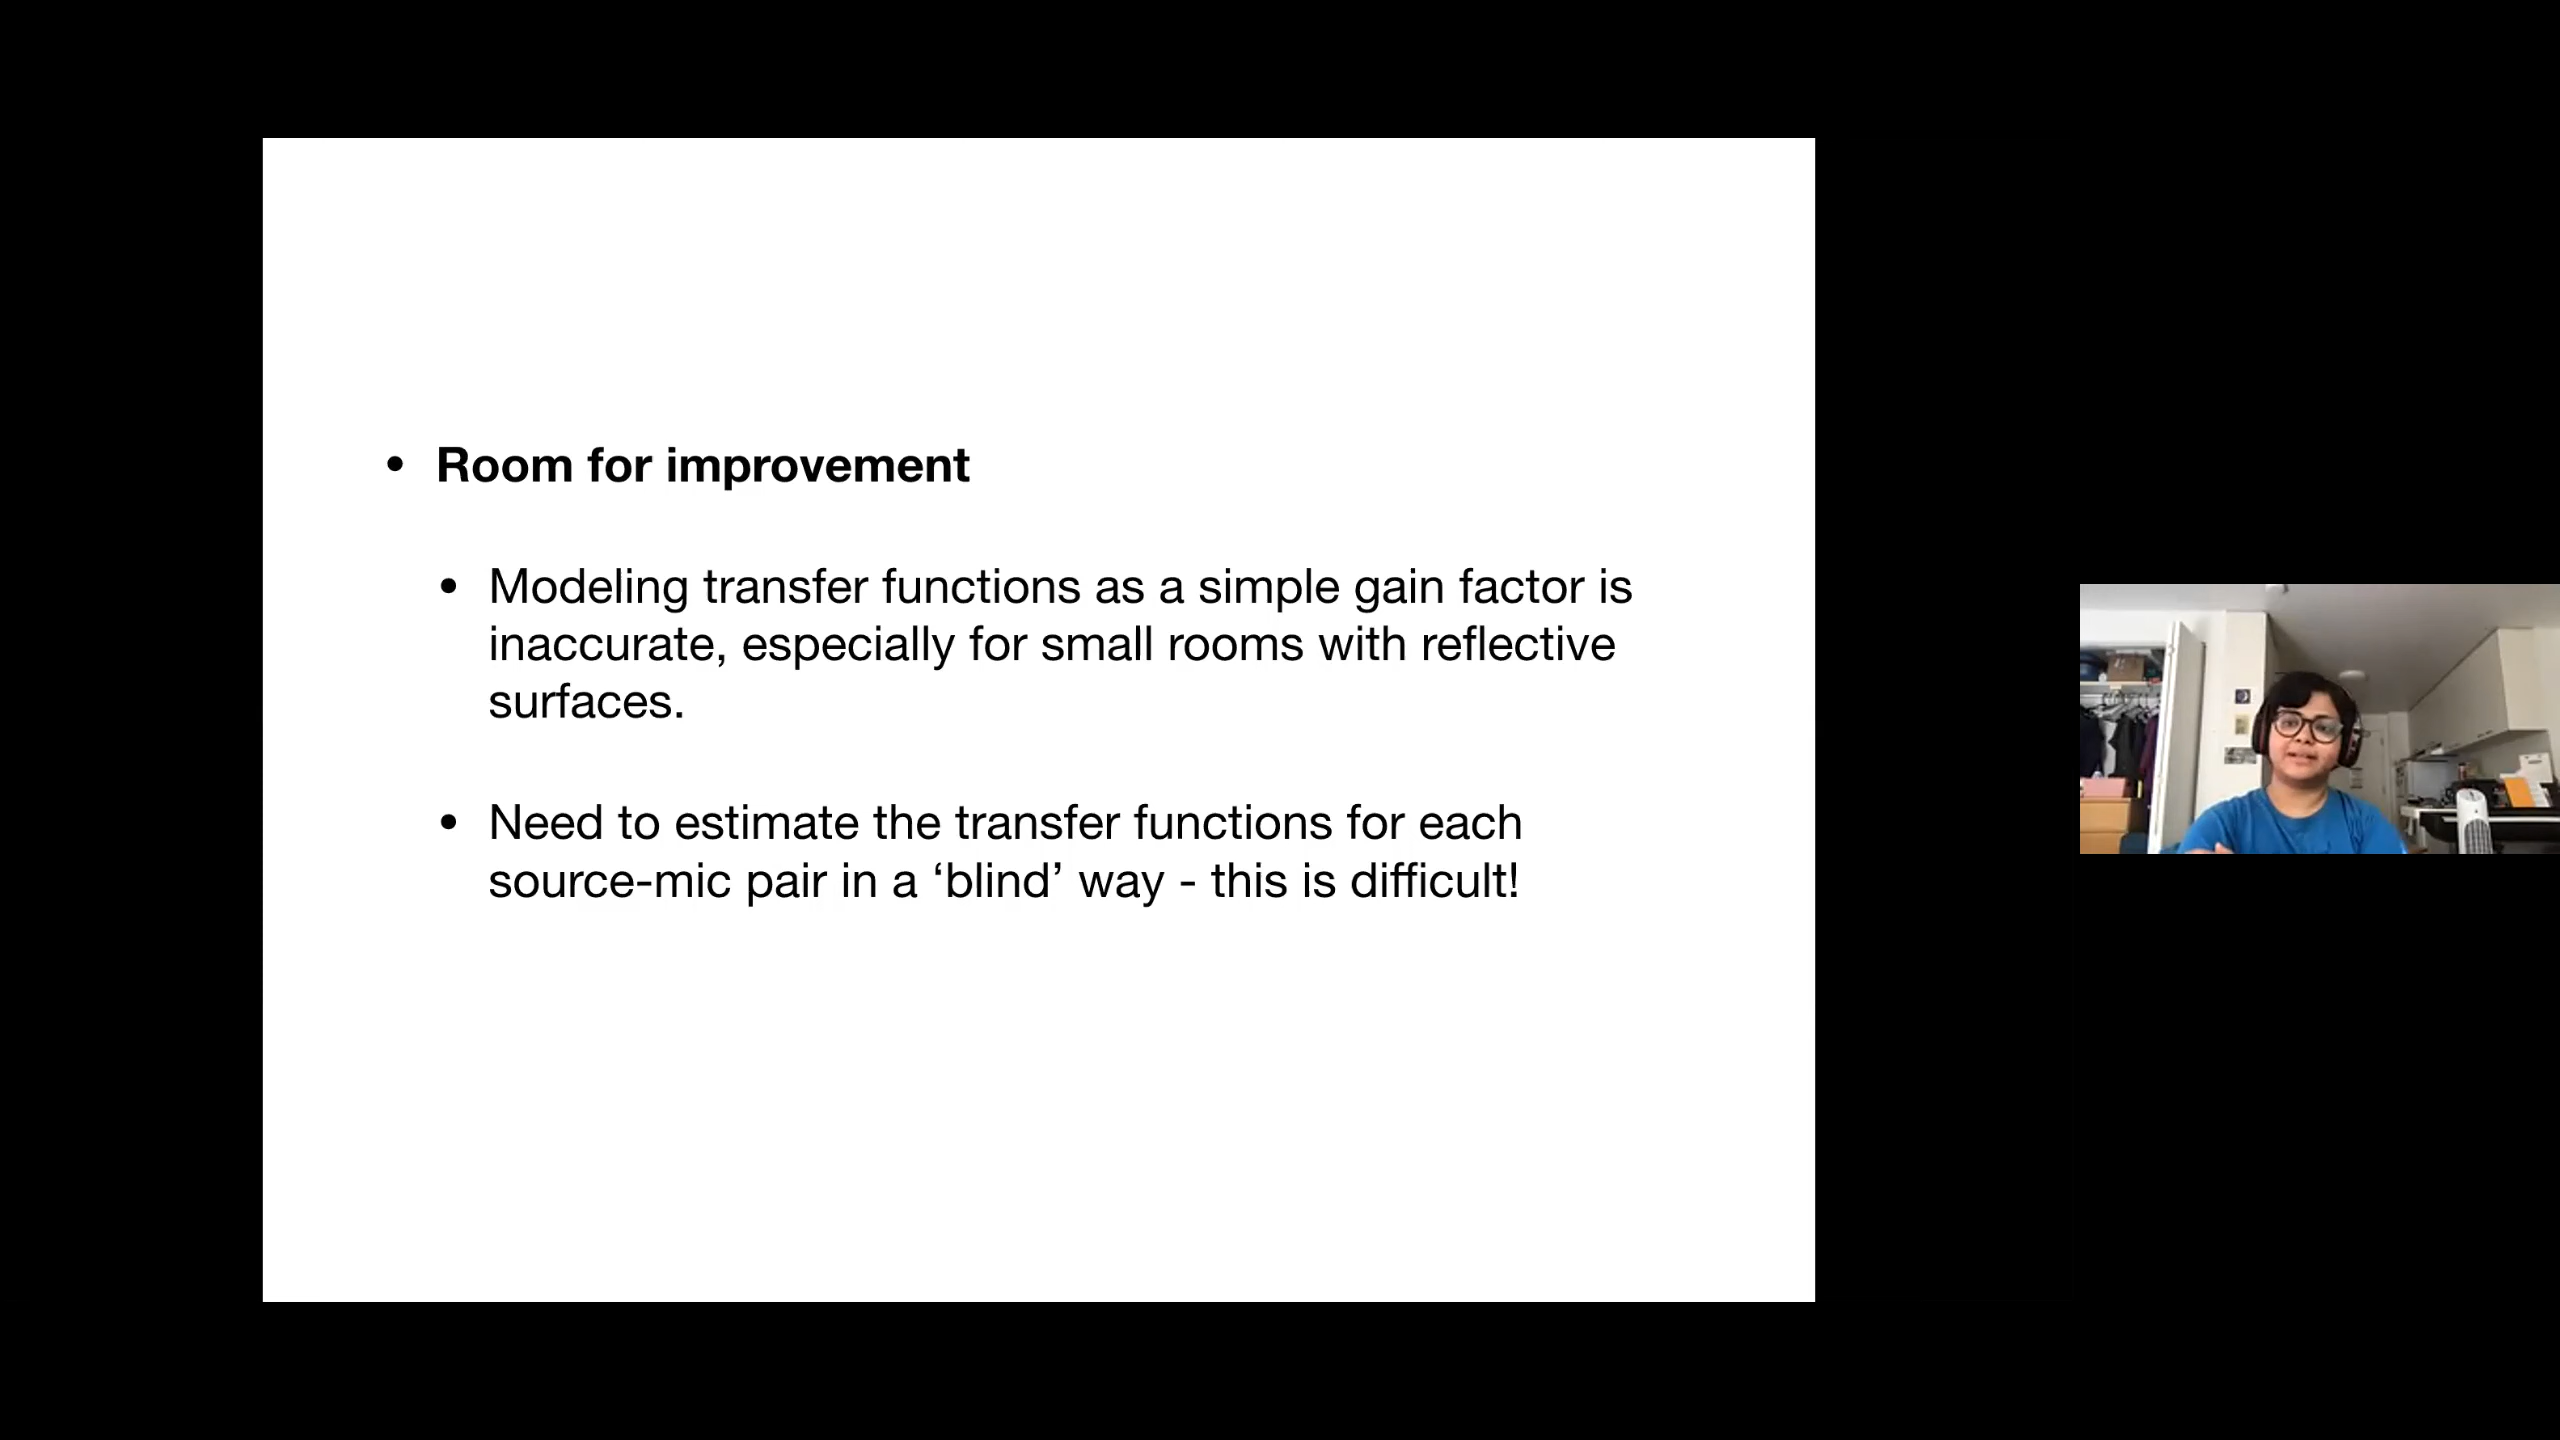 • Room for improvement
• Modeling transfer functions as a simple gain factor is
inaccurate, especially for small rooms with reflective
surfaces.
• Need to estimate the transfer functions for each
source-mic pair in a ‘blind’ way - this is difficult!